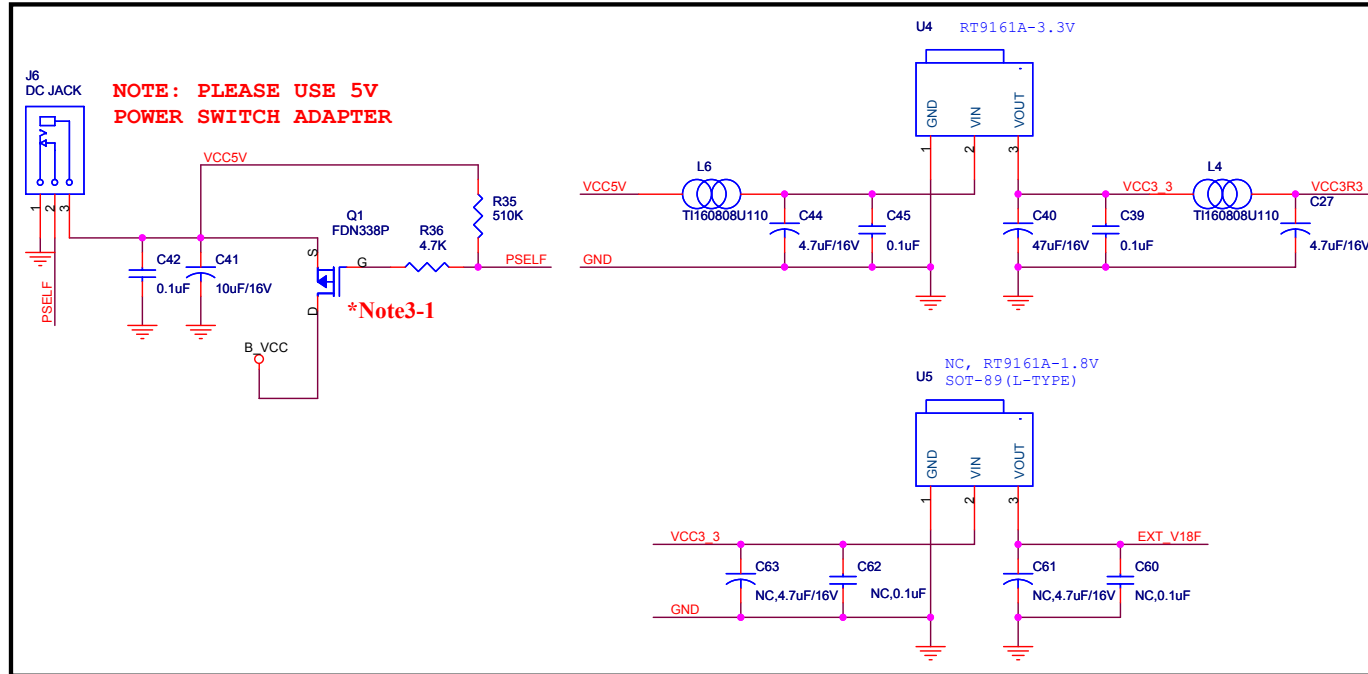 J6
DC JACK
NOTE: PLEASE USE 5V
POWER SWITCH ADAPTER
1
2
3
PSELF
VCC5V
C42
0.1uF
C41
10uF/16V
Q1
FDN338P
S
G
D
*Note3-1
R36
4.7K
R35
510K
PSELF
B_VCC
U4 RT9161A-3.3V
GND
VIN
VOUT
1
2
3
VCC5V
L6
TI160808U110
C44
4.7uF/16V
C45
0.1uF
GND
C40
47uF/16V
C39
0.1uF
VCC3_3
L4
TI160808U110
VCC3R3
C27
4.7uF/16V
U5 NC, RT9161A-1.8V
SOT-89(L-TYPE)
GND
VIN
VOUT
1
2
3
VCC3_3
C63
NC,4.7uF/16V
C62
NC,0.1uF
GND
EXT_V18F
C61
NC,4.7uF/16V
C60
NC,0.1uF